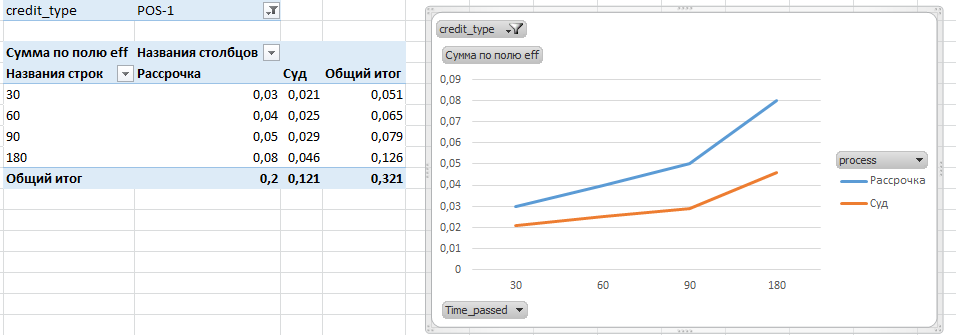 credit_type POS-1
Сумма по полю eff Названия столбцов
Названия строк Рассрочка Суд Общий итог
30 0,03 0,021 0,051
60 0,04 0,025 0,065
90 0,05 0,029 0,079
180 0,08 0,046 0,126
Общий итог 0,2 0,121 0,321
credit_type
Сумма по полю eff
0,09
0,08
0,07
0,06
0,05
0,04
0,03
0,02
0,01
0
30 60 90 180
Time_passed
process
Рассрочка
Суд